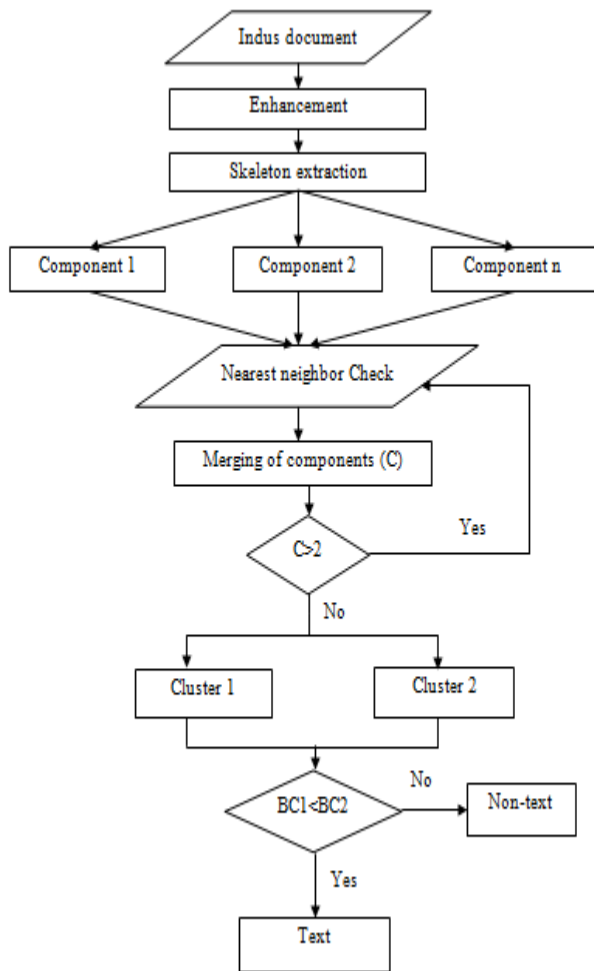 Indus document
Enhancement
Skeleton extraction
Component 1
Component 2
Component n
Nearest neighbor Check
Merging of components (C)
C>2
Yes
No
Cluster 1
Cluster 2
BC1<BC2
No
Non-text
Yes
Text